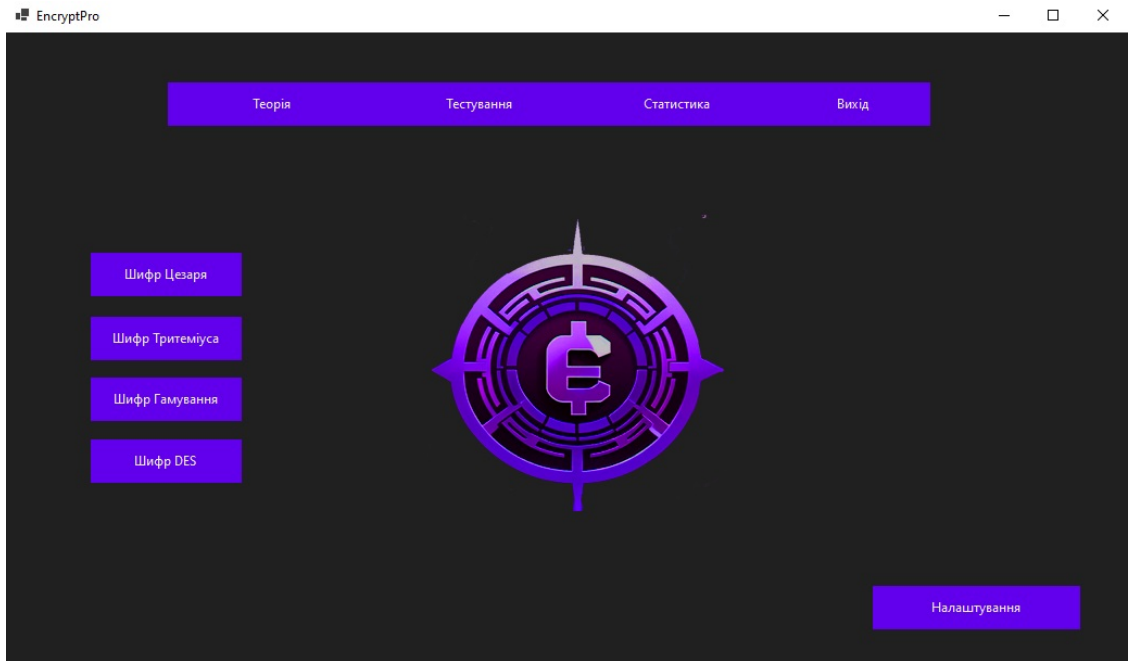 EncryptPro
Теорія Тестування Статистика Вихід
Шифр Цезаря
Шифр Тритеміуса
Шифр Гамування
Шифр DES
Налаштування